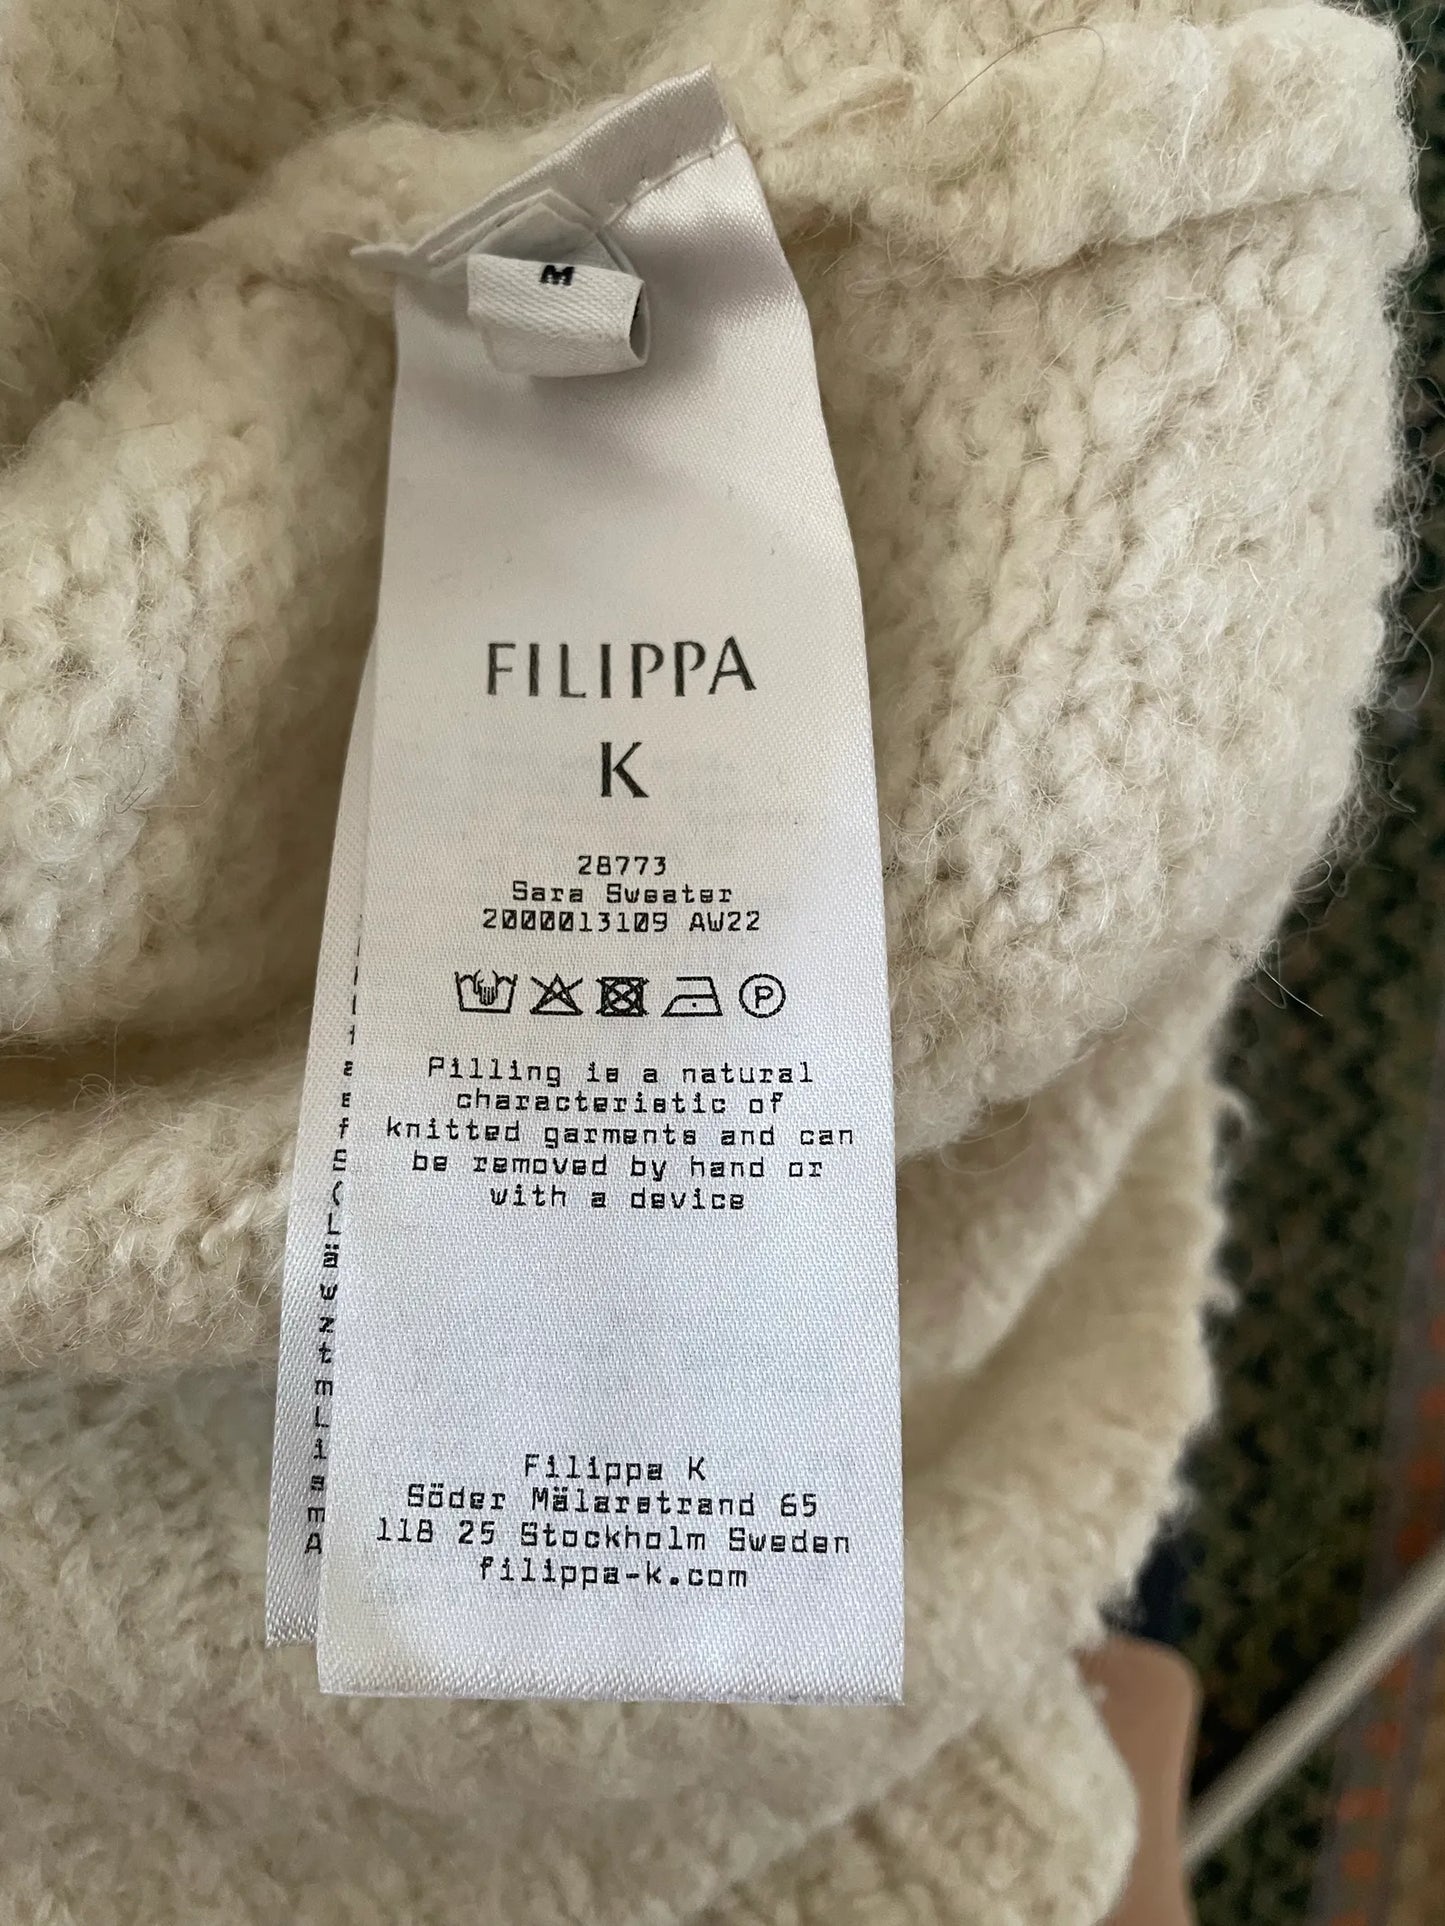 M
FILIPPA
K
28773
Sara Sweater
2000013109 AW22
P
Pilling is a natural
characteristic of
knitted garments and can
be removed by hand or
with a device
Filippa K
Söder Mälarstrand 65
118 25 Stockholm Sweden
filippa-k.com